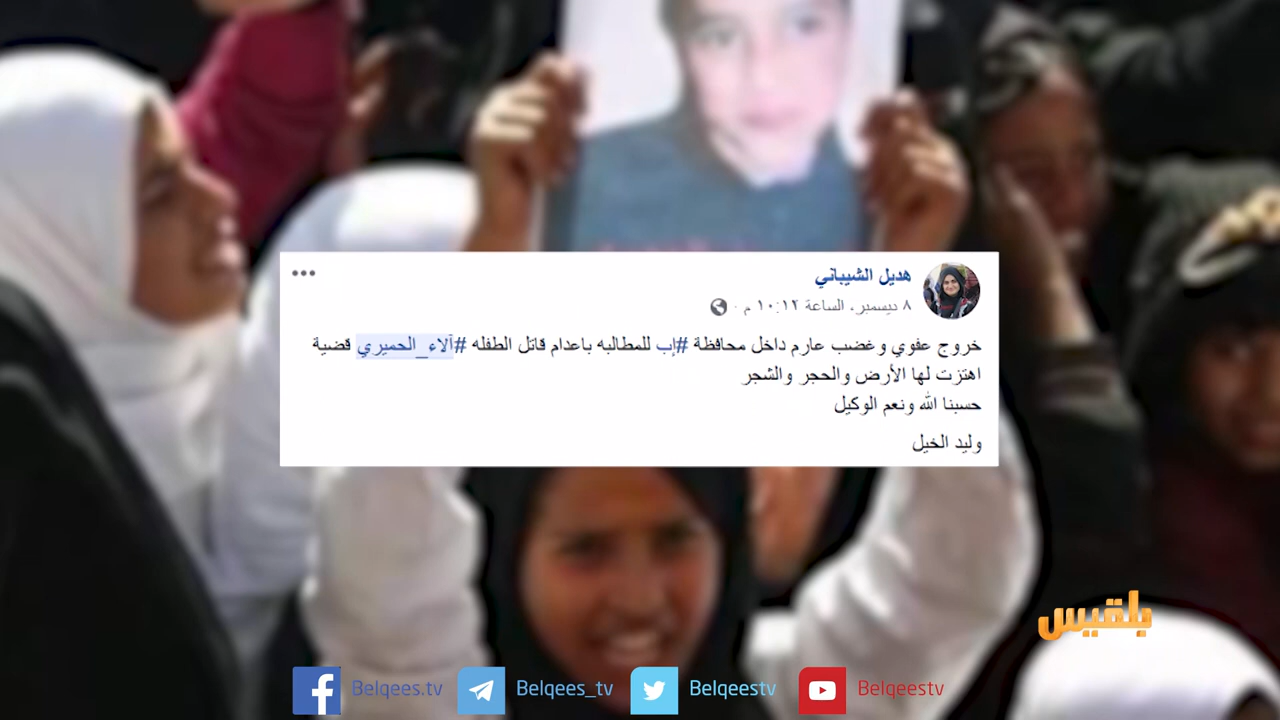 هديل الشيباني
٨ ديسمبر، الساعة ١٠:١٢ م ·
خروج عفوي وغضب عارم داخل محافظة #إب للمطالبه باعدام قاتل الطفله #آلاء_الحميري قضية
اهتزت لها الأرض والحجر والشجر
حسبنا الله ونعم الوكيل
وليد الخيل
بلقيس
Belqees.tv Belqees_tv Belqeestv Belqeestv